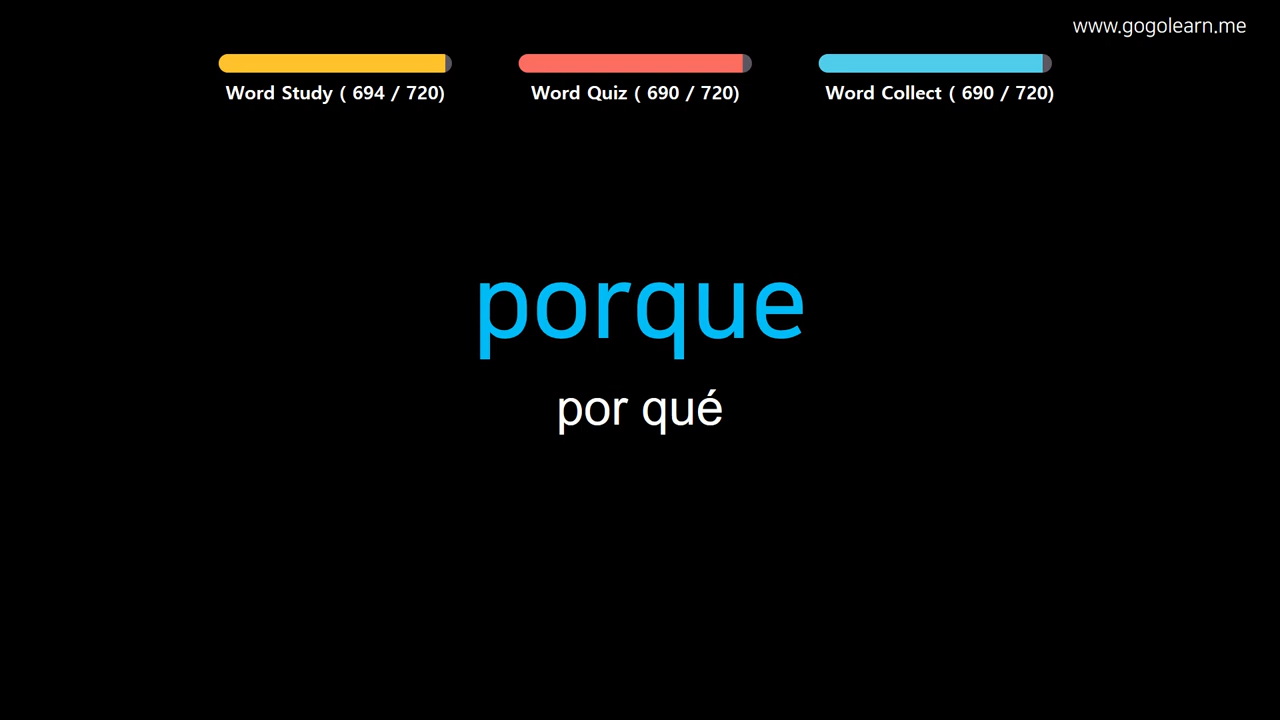 www.gogolearn.me
Word Study ( 694 / 720)
Word Quiz ( 690 / 720)
Word Collect ( 690 / 720)
porque
por qué